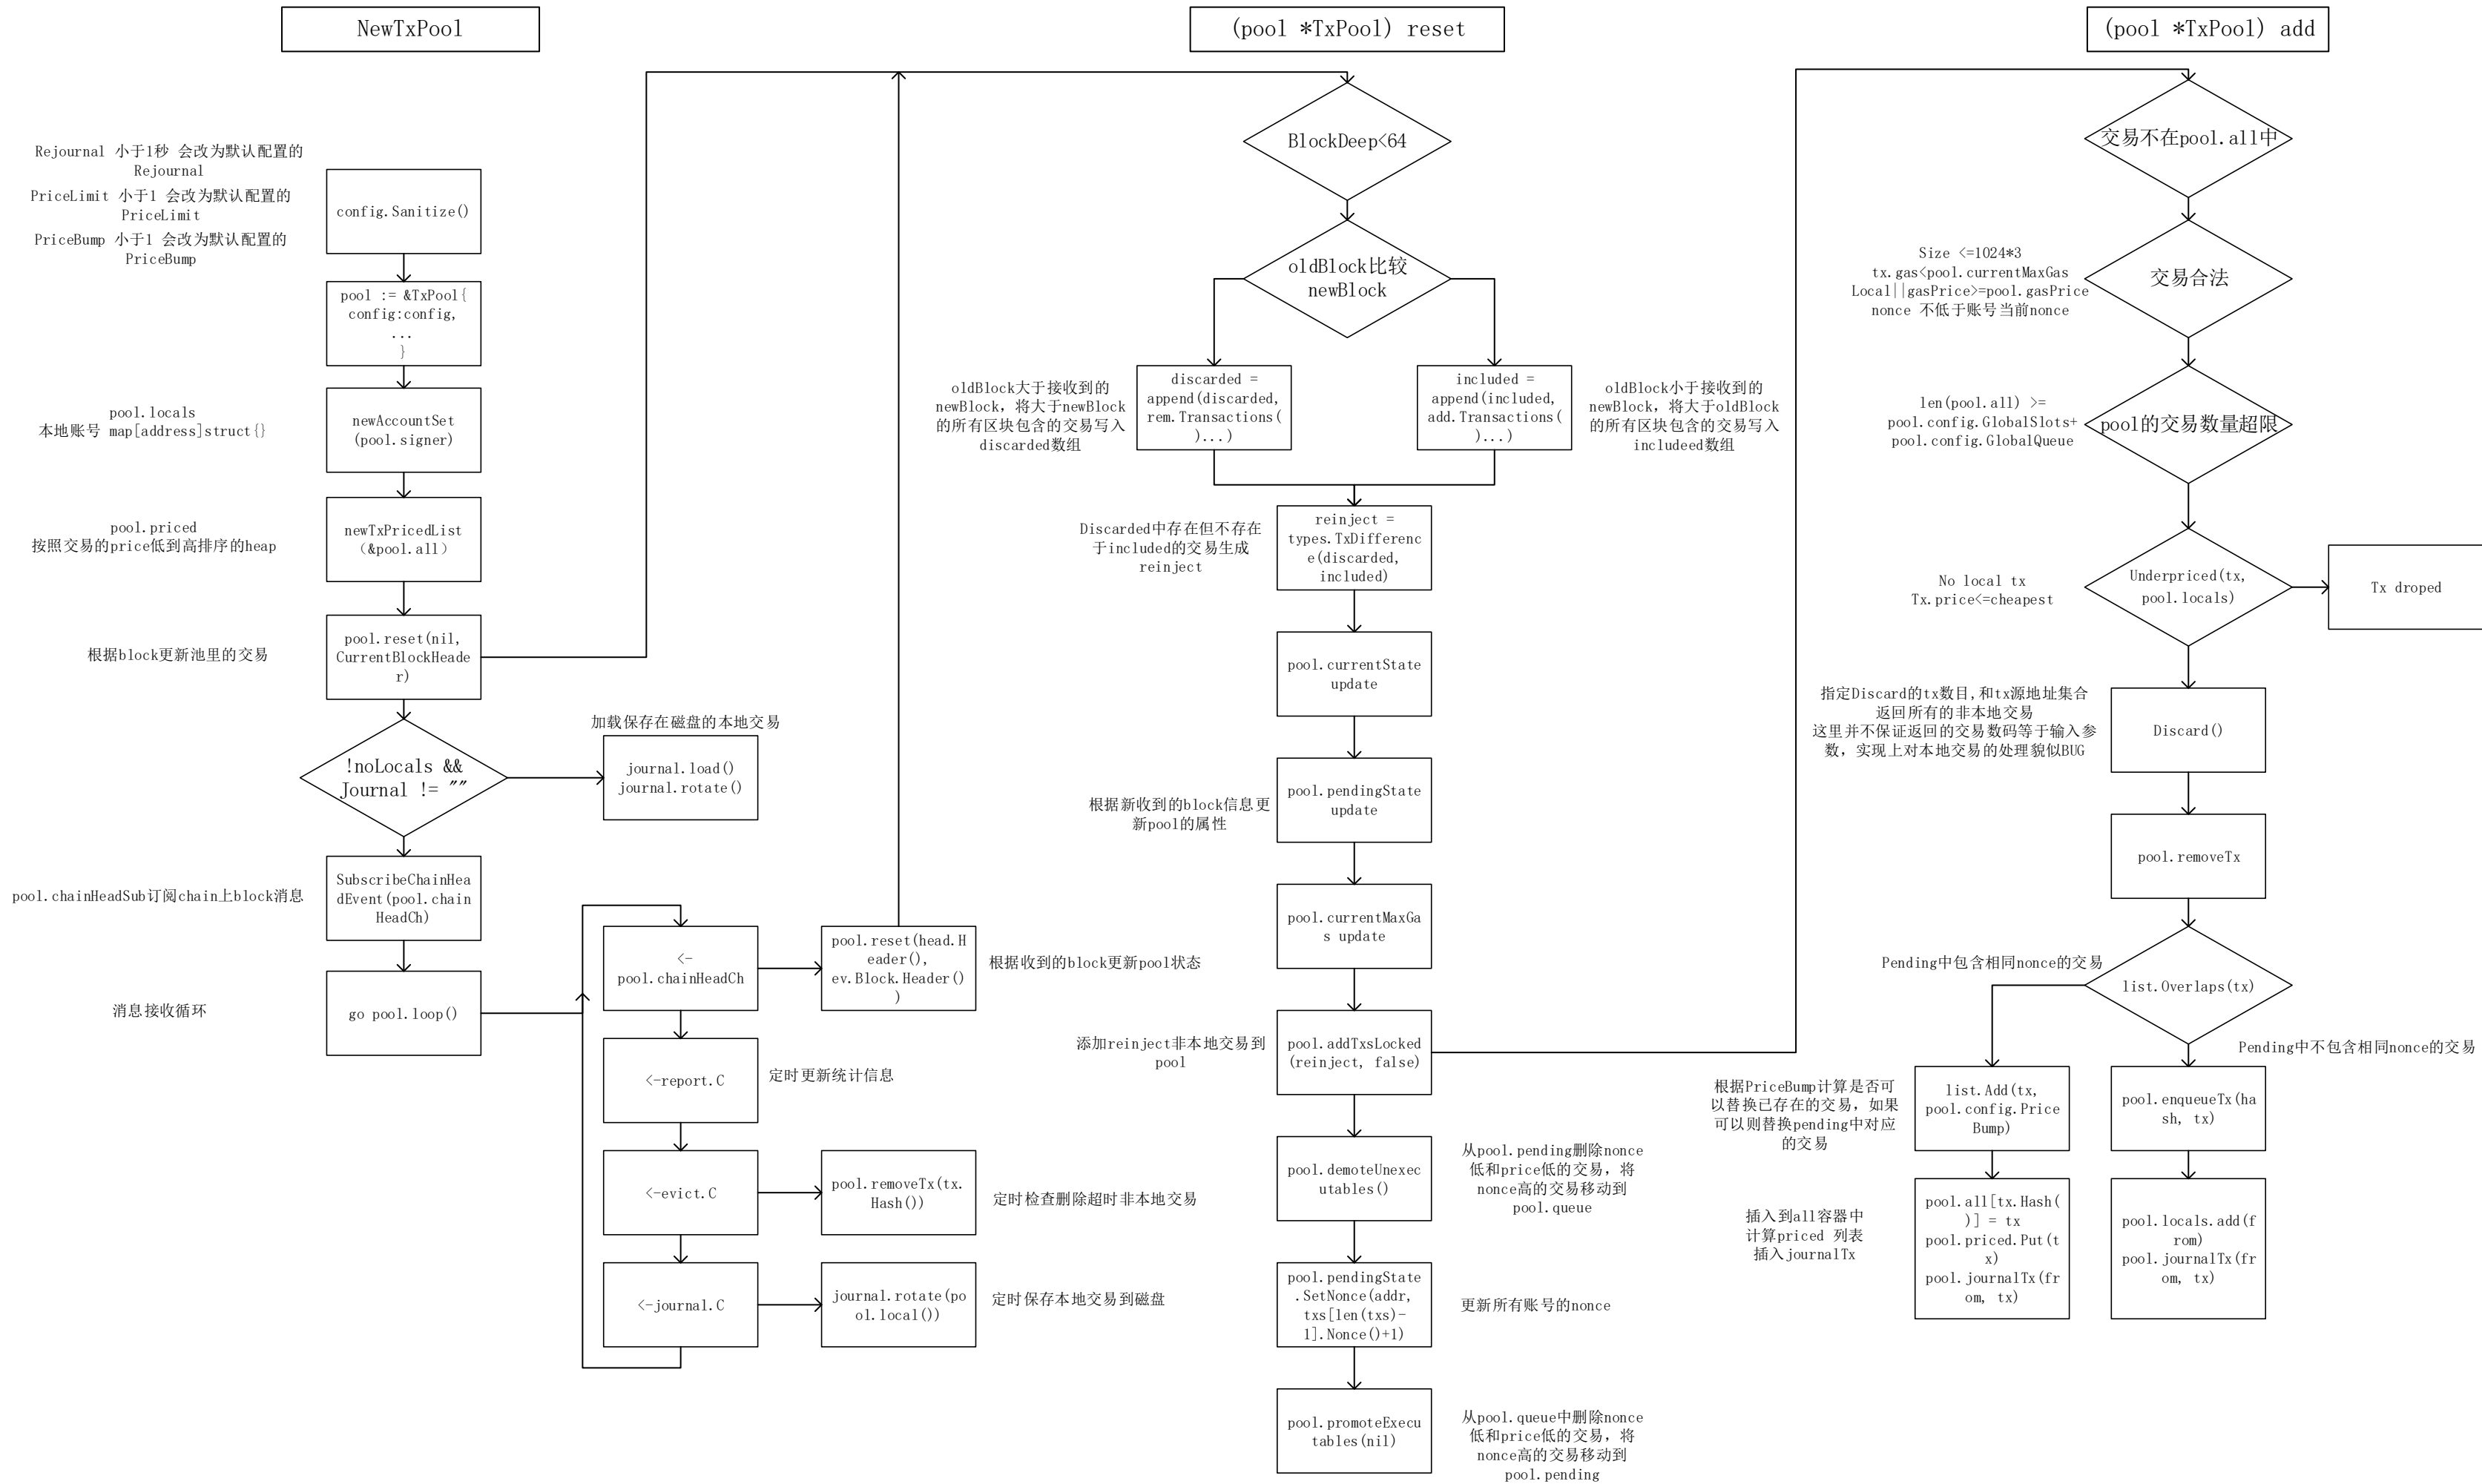 NewTxPool
Rejournal 小于1秒 会改为默认配置的
Rejournal
PriceLimit 小于1 会改为默认配置的
PriceLimit
PriceBump 小于1 会改为默认配置的
PriceBump
config.Sanitize()
pool := &TxPool{
config:config,
...
}
pool.locals
本地账号 map[address]struct{}
newAccountSet
(pool.signer)
pool.priced
按照交易的price低到高排序的heap
newTxPricedList
（&pool.all）
根据block更新池里的交易
pool.reset(nil,
CurrentBlockHeade
r)
!noLocals &&
Journal != ""
加载保存在磁盘的本地交易
journal.load()
journal.rotate()
pool.chainHeadSub订阅chain上block消息
SubscribeChainHea
dEvent(pool.chain
HeadCh)
消息接收循环
go pool.loop()
<-
pool.chainHeadCh
pool.reset(head.H
eader(),
ev.Block.Header()
)
根据收到的block更新pool状态
<-report.C
定时更新统计信息
<-evict.C
pool.removeTx(tx.
Hash())
定时检查删除超时非本地交易
<-journal.C
journal.rotate(po
ol.local())
定时保存本地交易到磁盘
(pool *TxPool) reset
BlockDeep<64
oldBlock比较
newBlock
oldBlock大于接收到的
newBlock，将大于newBlock
的所有区块包含的交易写入
discarded数组
discarded =
append(discarded,
rem.Transactions(
)...)
included =
append(included,
add.Transactions(
)...)
oldBlock小于接收到的
newBlock，将大于oldBlock
的所有区块包含的交易写入
includeed数组
Discarded中存在但不存在
于included的交易生成
reinject
reinject =
types.TxDifferenc
e(discarded,
included)
pool.currentState
update
根据新收到的block信息更
新pool的属性
pool.pendingState
update
pool.currentMaxGa
s update
添加reinject非本地交易到
pool
pool.addTxsLocked
(reinject, false)
pool.demoteUnexec
utables()
从pool.pending删除nonce
低和price低的交易，将
nonce高的交易移动到
pool.queue
pool.pendingState
.SetNonce(addr,
txs[len(txs)-
1].Nonce()+1)
更新所有账号的nonce
pool.promoteExecu
tables(nil)
从pool.queue中删除nonce
低和price低的交易，将
nonce高的交易移动到
pool.pending
(pool *TxPool) add
交易不在pool.all中
Size <=1024*3
tx.gas<pool.currentMaxGas
Local||gasPrice>=pool.gasPrice
nonce 不低于账号当前nonce
交易合法
len(pool.all) >=
pool.config.GlobalSlots+
pool.config.GlobalQueue
pool的交易数量超限
No local tx
Tx.price<=cheapest
Underpriced(tx,
pool.locals)
Tx droped
指定Discard的tx数目,和tx源地址集合
返回所有的非本地交易
这里并不保证返回的交易数码等于输入参
数，实现上对本地交易的处理貌似BUG
Discard()
pool.removeTx
Pending中包含相同nonce的交易
list.Overlaps(tx)
Pending中不包含相同nonce的交易
根据PriceBump计算是否可
以替换已存在的交易，如果
可以则替换pending中对应
的交易
list.Add(tx,
pool.config.Price
Bump)
pool.enqueueTx(ha
sh, tx)
插入到all容器中
计算priced 列表
插入journalTx
pool.all[tx.Hash(
)] = tx
pool.priced.Put(t
x)
pool.journalTx(fr
om, tx)
pool.locals.add(f
rom)
pool.journalTx(fr
om, tx)